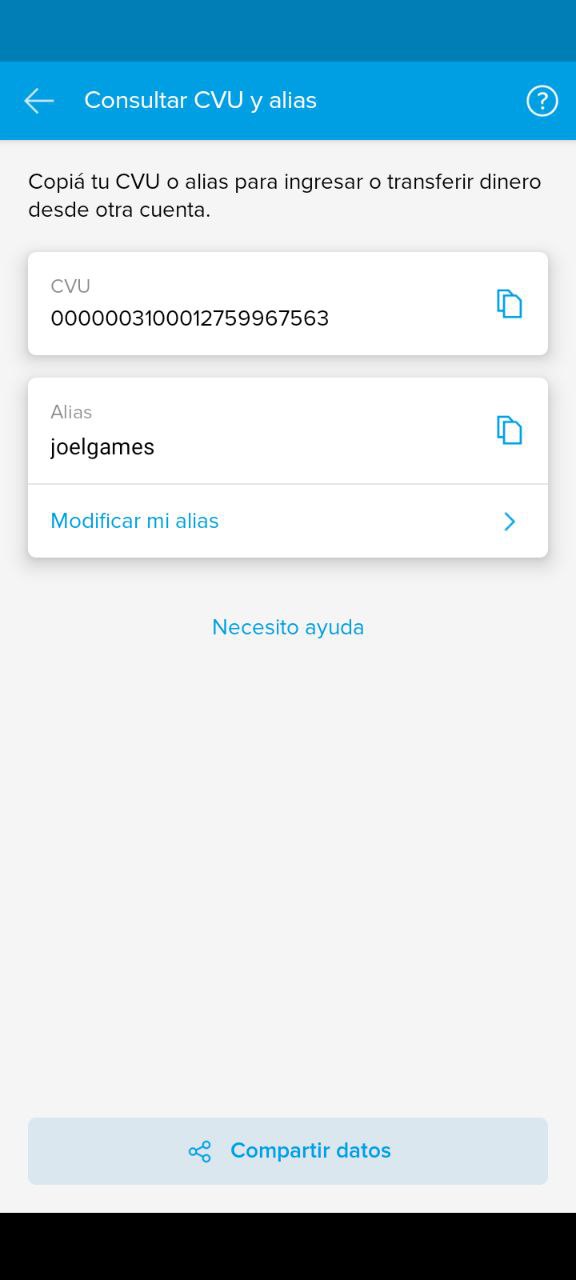 Consultar CVU y alias
?
Copiá tu CVU o alias para ingresar o transferir dinero
desde otra cuenta.
CVU
0000003100012759967563
Alias
joelgames
Modificar mi alias
Necesito ayuda
Compartir datos